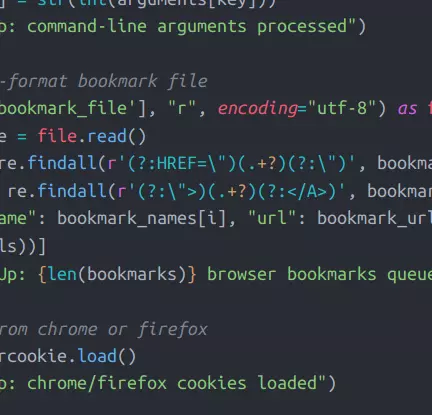 ] = str(int(arguments[key]))
p: command-line arguments processed")
-format bookmark file
bookmark_file'], "r", encoding="utf-8") as f
e = file.read()
re.findall(r'(?:HREF=\")(.+?)(?:\")', bookma
re.findall(r'(?:\">)(.+?)(?:</A>)', bookmar
ame": bookmark_names[i], "url": bookmark_url
ls))]
Up: {len(bookmarks)} browser bookmarks queue
rom chrome or firefox
rcookie.load()
p: chrome/firefox cookies loaded")